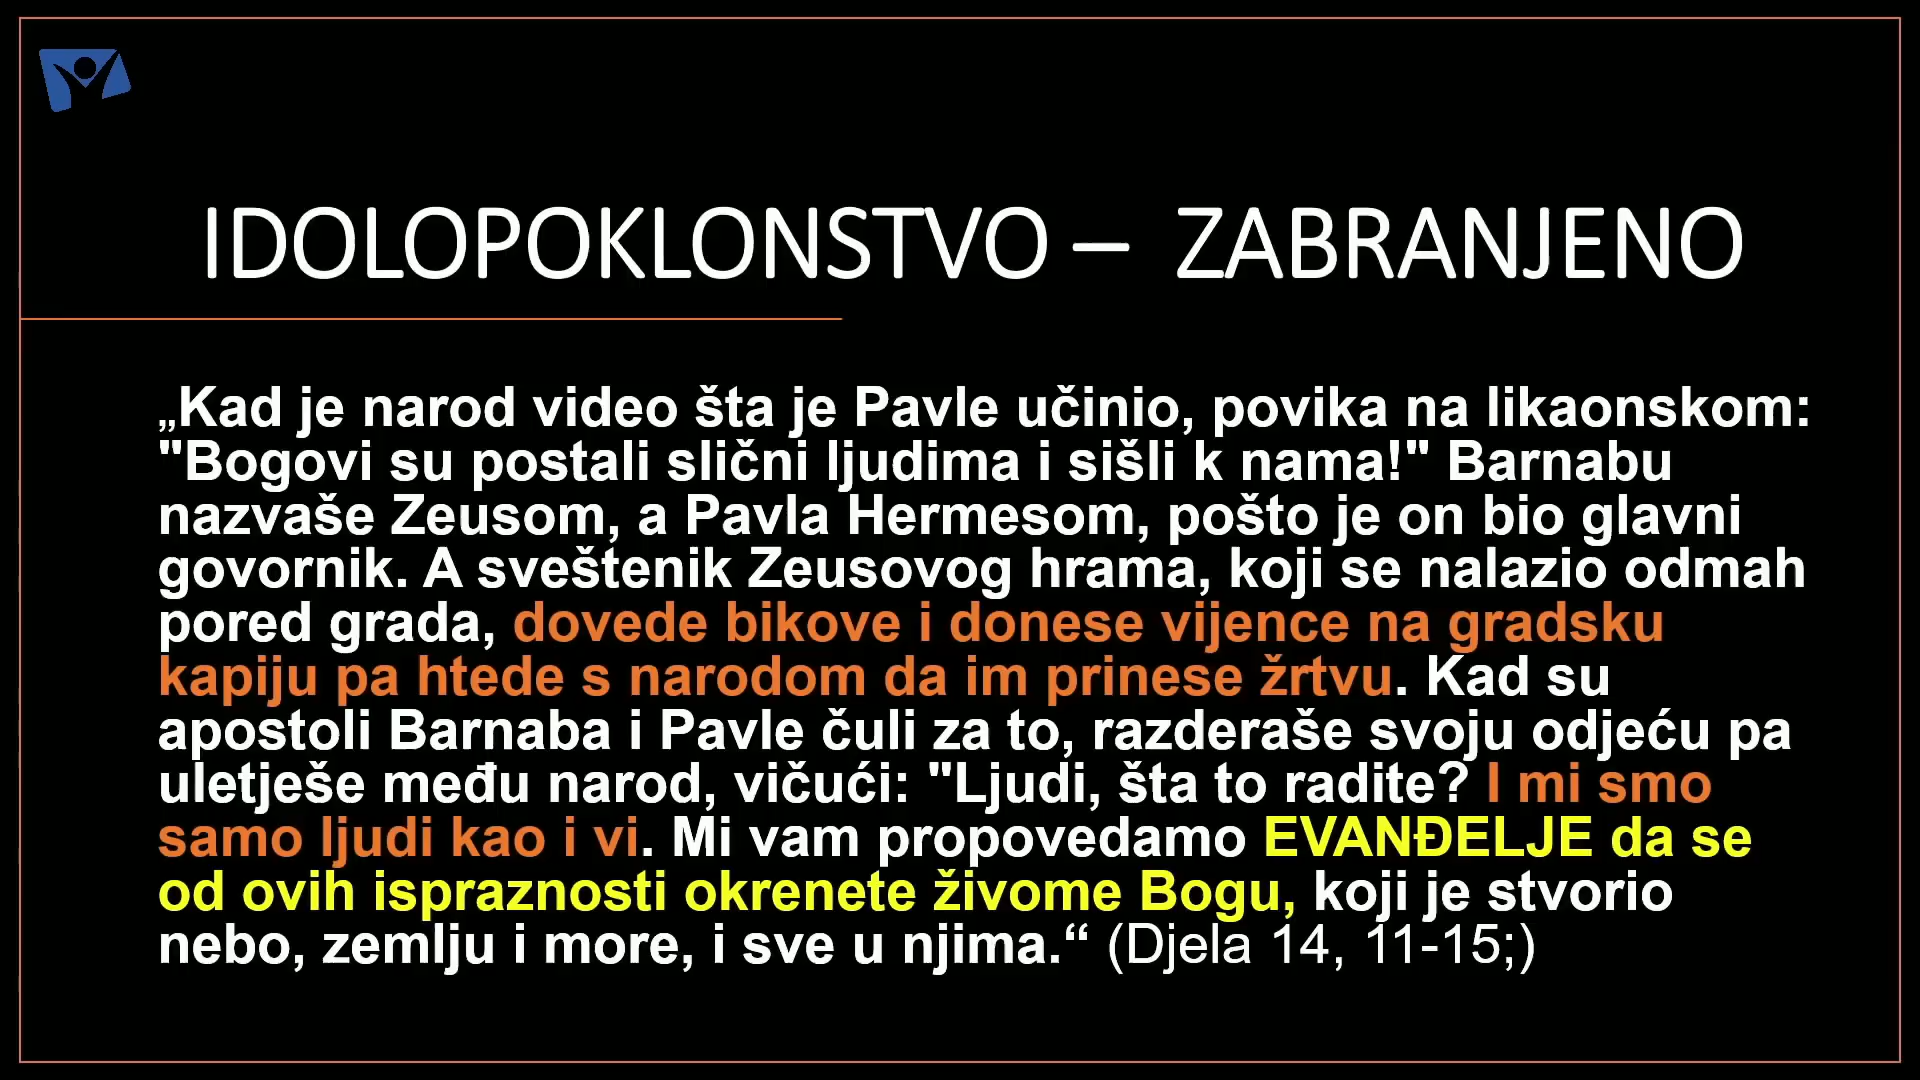 IDOLOPOKLONSTVO – ZABRANJENO
„Kad je narod video šta je Pavle učinio, povika na likaonskom:
"Bogovi su postali slični ljudima i sišli k nama!" Barnabu
nazvaše Zeusom, a Pavla Hermesom, pošto je on bio glavni
govornik. A sveštenik Zeusovog hrama, koji se nalazio odmah
pored grada, dovede bikove i donese vijence na gradsku
kapiju pa htede s narodom da im prinese žrtvu. Kad su
apostoli Barnaba i Pavle čuli za to, razderaše svoju odjeću pa
uletješe među narod, vičući: "Ljudi, šta to radite? I mi smo
samo ljudi kao i vi. Mi vam propovedamo EVANĐELJE da se
od ovih ispraznosti okrenete živome Bogu, koji je stvorio
nebo, zemlju i more, i sve u njima.“ (Djela 14, 11-15;)